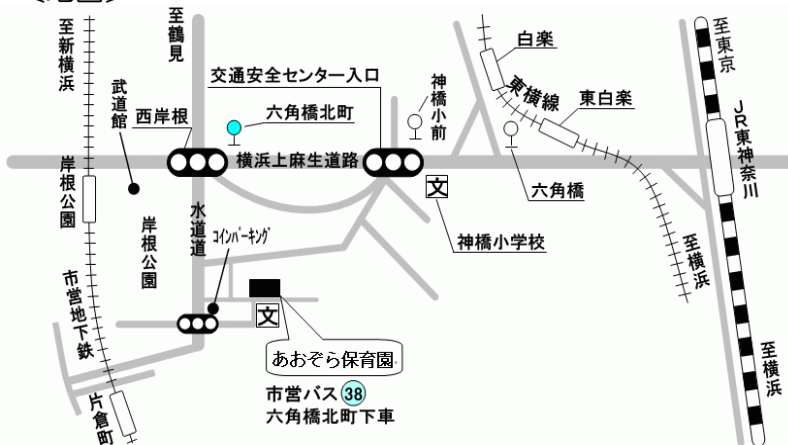 至新横浜
至鶴見
武道館
西岸根
交通安全センター入口
六角橋北町
神橋小前
白楽
東横線
東白楽
至東京
JR東神奈川
横浜上麻生道路
六角橋
岸根公園
岸根公園
水道道
コインパーキング
文
神橋小学校
至横浜
市営地下鉄
文
あおぞら保育園
至横浜
片倉町
市営バス 38
六角橋北町下車